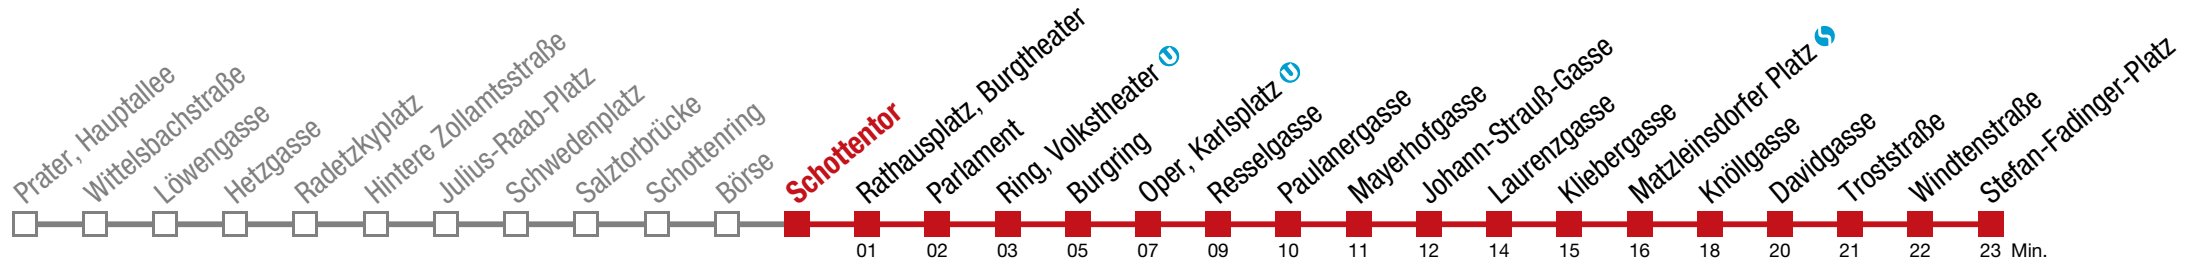 Prater, Hauptallee
Wittelsbachstraße
Löwengasse
Hetzgasse
Radetzkyplatz
Hintere Zollamtsstraße
Julius-Raab-Platz
Schwedenplatz
Salztorbrücke
Schottenring
Börse
Schottentor
Rathausplatz, Burgtheater
Parlament
Ring, Volkstheater U
Burgring
Oper, Karlsplatz U
Resselgasse
Paulanergasse
Mayerhofgasse
Johann-Strauß-Gasse
Laurenzgasse
Kliebergasse
Matzleinsdorfer Platz S
Knöllgasse
Davidgasse
Troststraße
Windtenstraße
Stefan-Fadinger-Platz
01 02 03 05 07 09 10 11 12 14 15 16 18 20 21 22 23 Min.